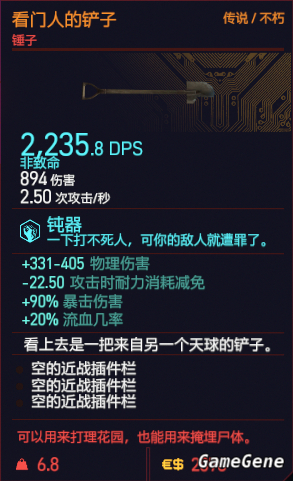 看门人的铲子
传说 / 不朽
锤子
2,235.8 DPS
非致命
894 伤害
2.50 次攻击/秒
钝器
一下打不死人，可你的敌人就遭罪了。
+331-405 物理伤害
-22.50 攻击时耐力消耗减免
+90% 暴击伤害
+20% 流血几率
看上去是一把来自另一个天球的铲子。
空的近战插件栏
空的近战插件栏
空的近战插件栏
可以用来打理花园，也能用来掩埋尸体。
6.8
€$
GameGene